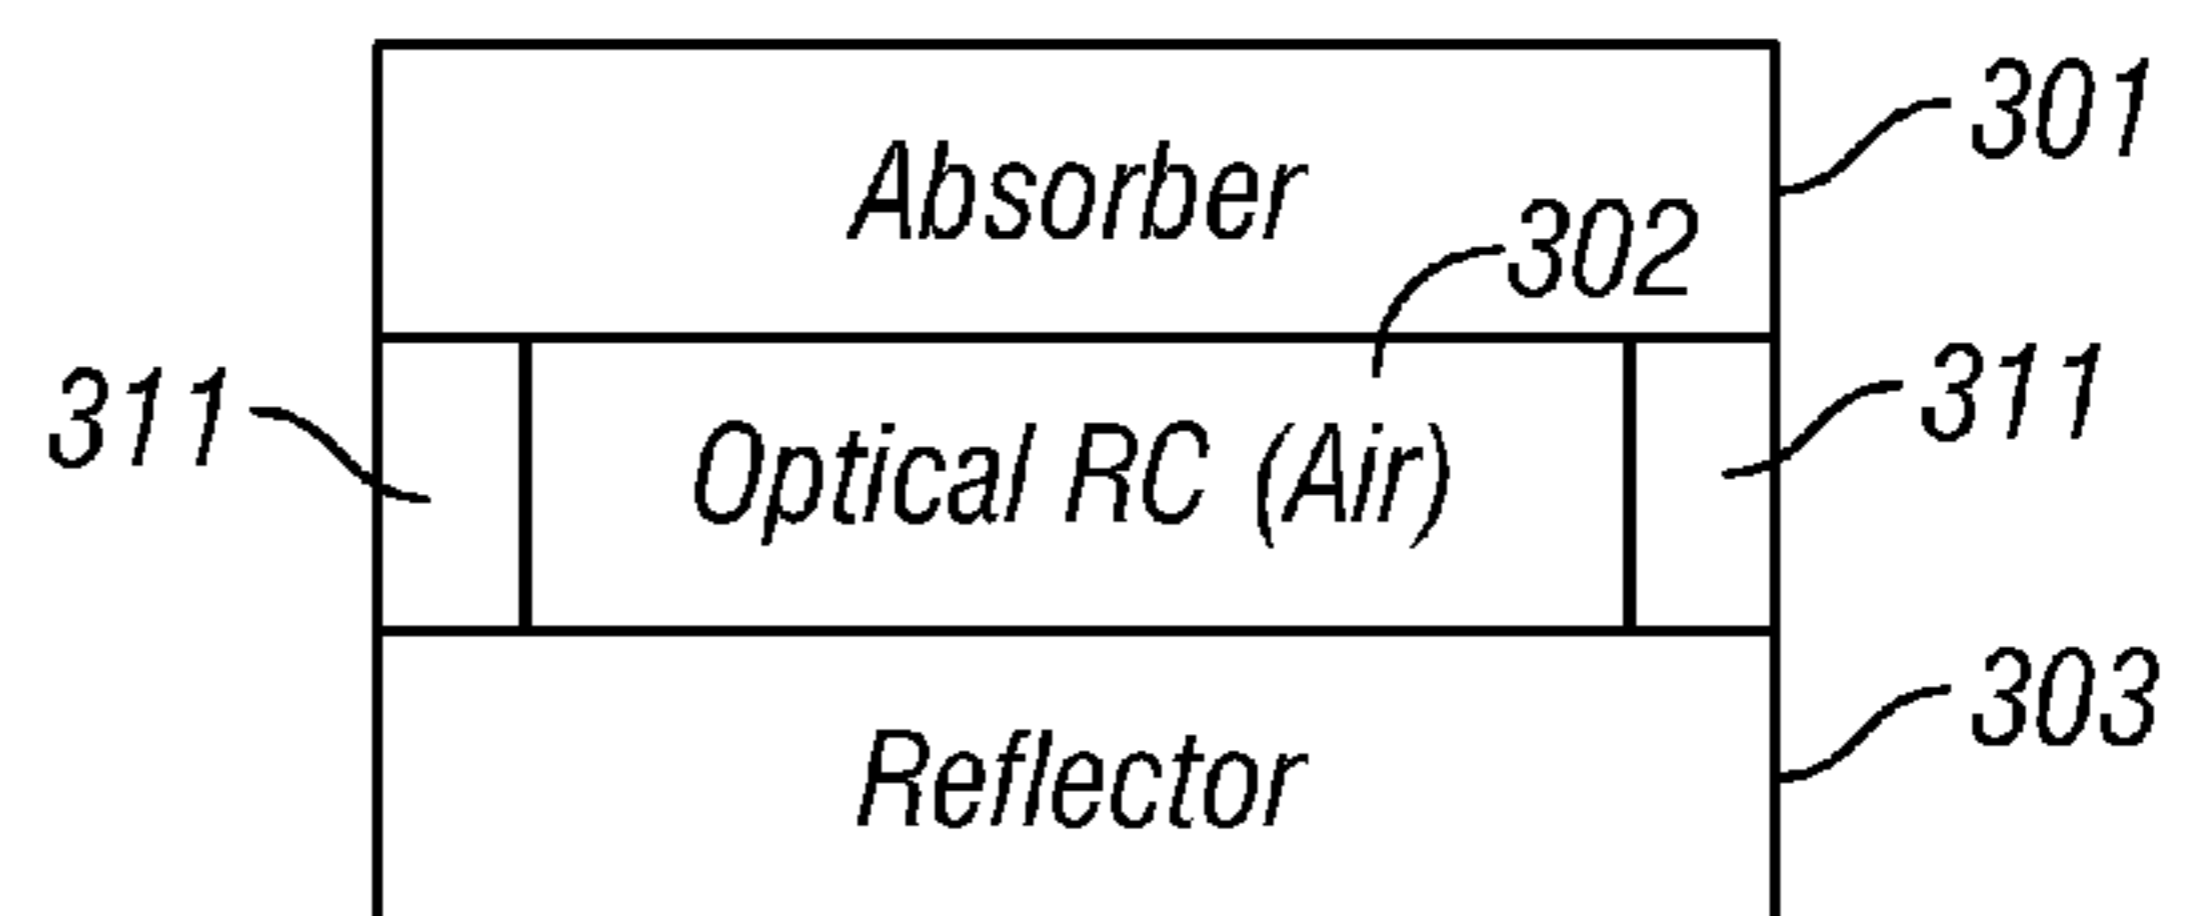 301
Absorber
302
311
311
Optical RC (Air)
303
Reflector